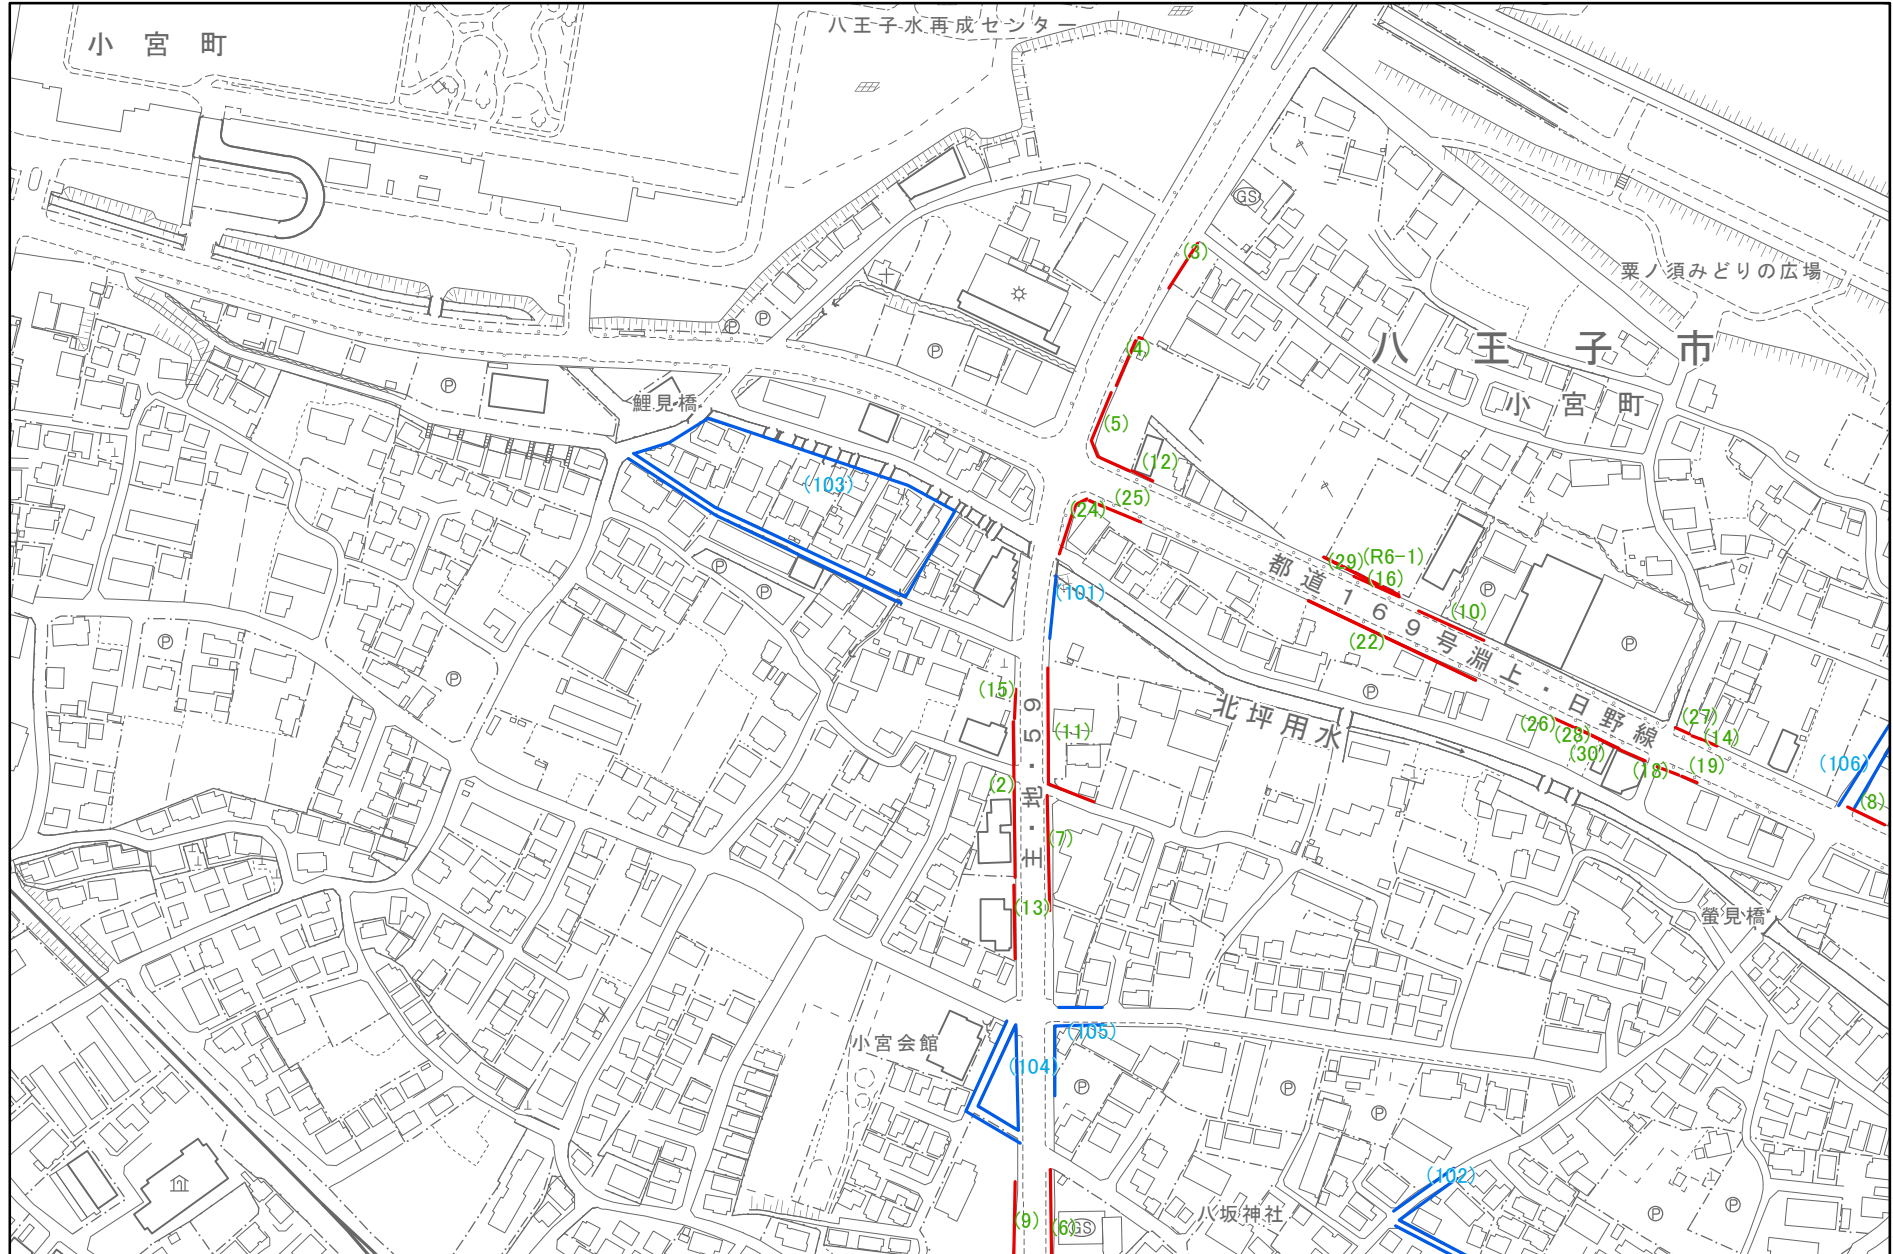 八王子水再成センター
小宮町
GS
(3)
粟ノ須みどりの広場
P
P
(4)
八王子市
P
P
鯉見橋
小宮町
(5)
(12)
(103)
(25)
(24)
(29)
(R6-1)
都道169号淵上・日野線
(16)
P
P
(101)
P
(10)
P
(22)
P
P
(15)
P
北坪用水
王・地・59
(26)
(27)
(11)
(28)
(14)
(30)
(106)
(18)
(19)
(2)
(8)
(7)
(13)
螢見橋
(105)
小宮会館
(104)
P
P
P
(102)
P
P
八坂神社
(9)
(6)
GS